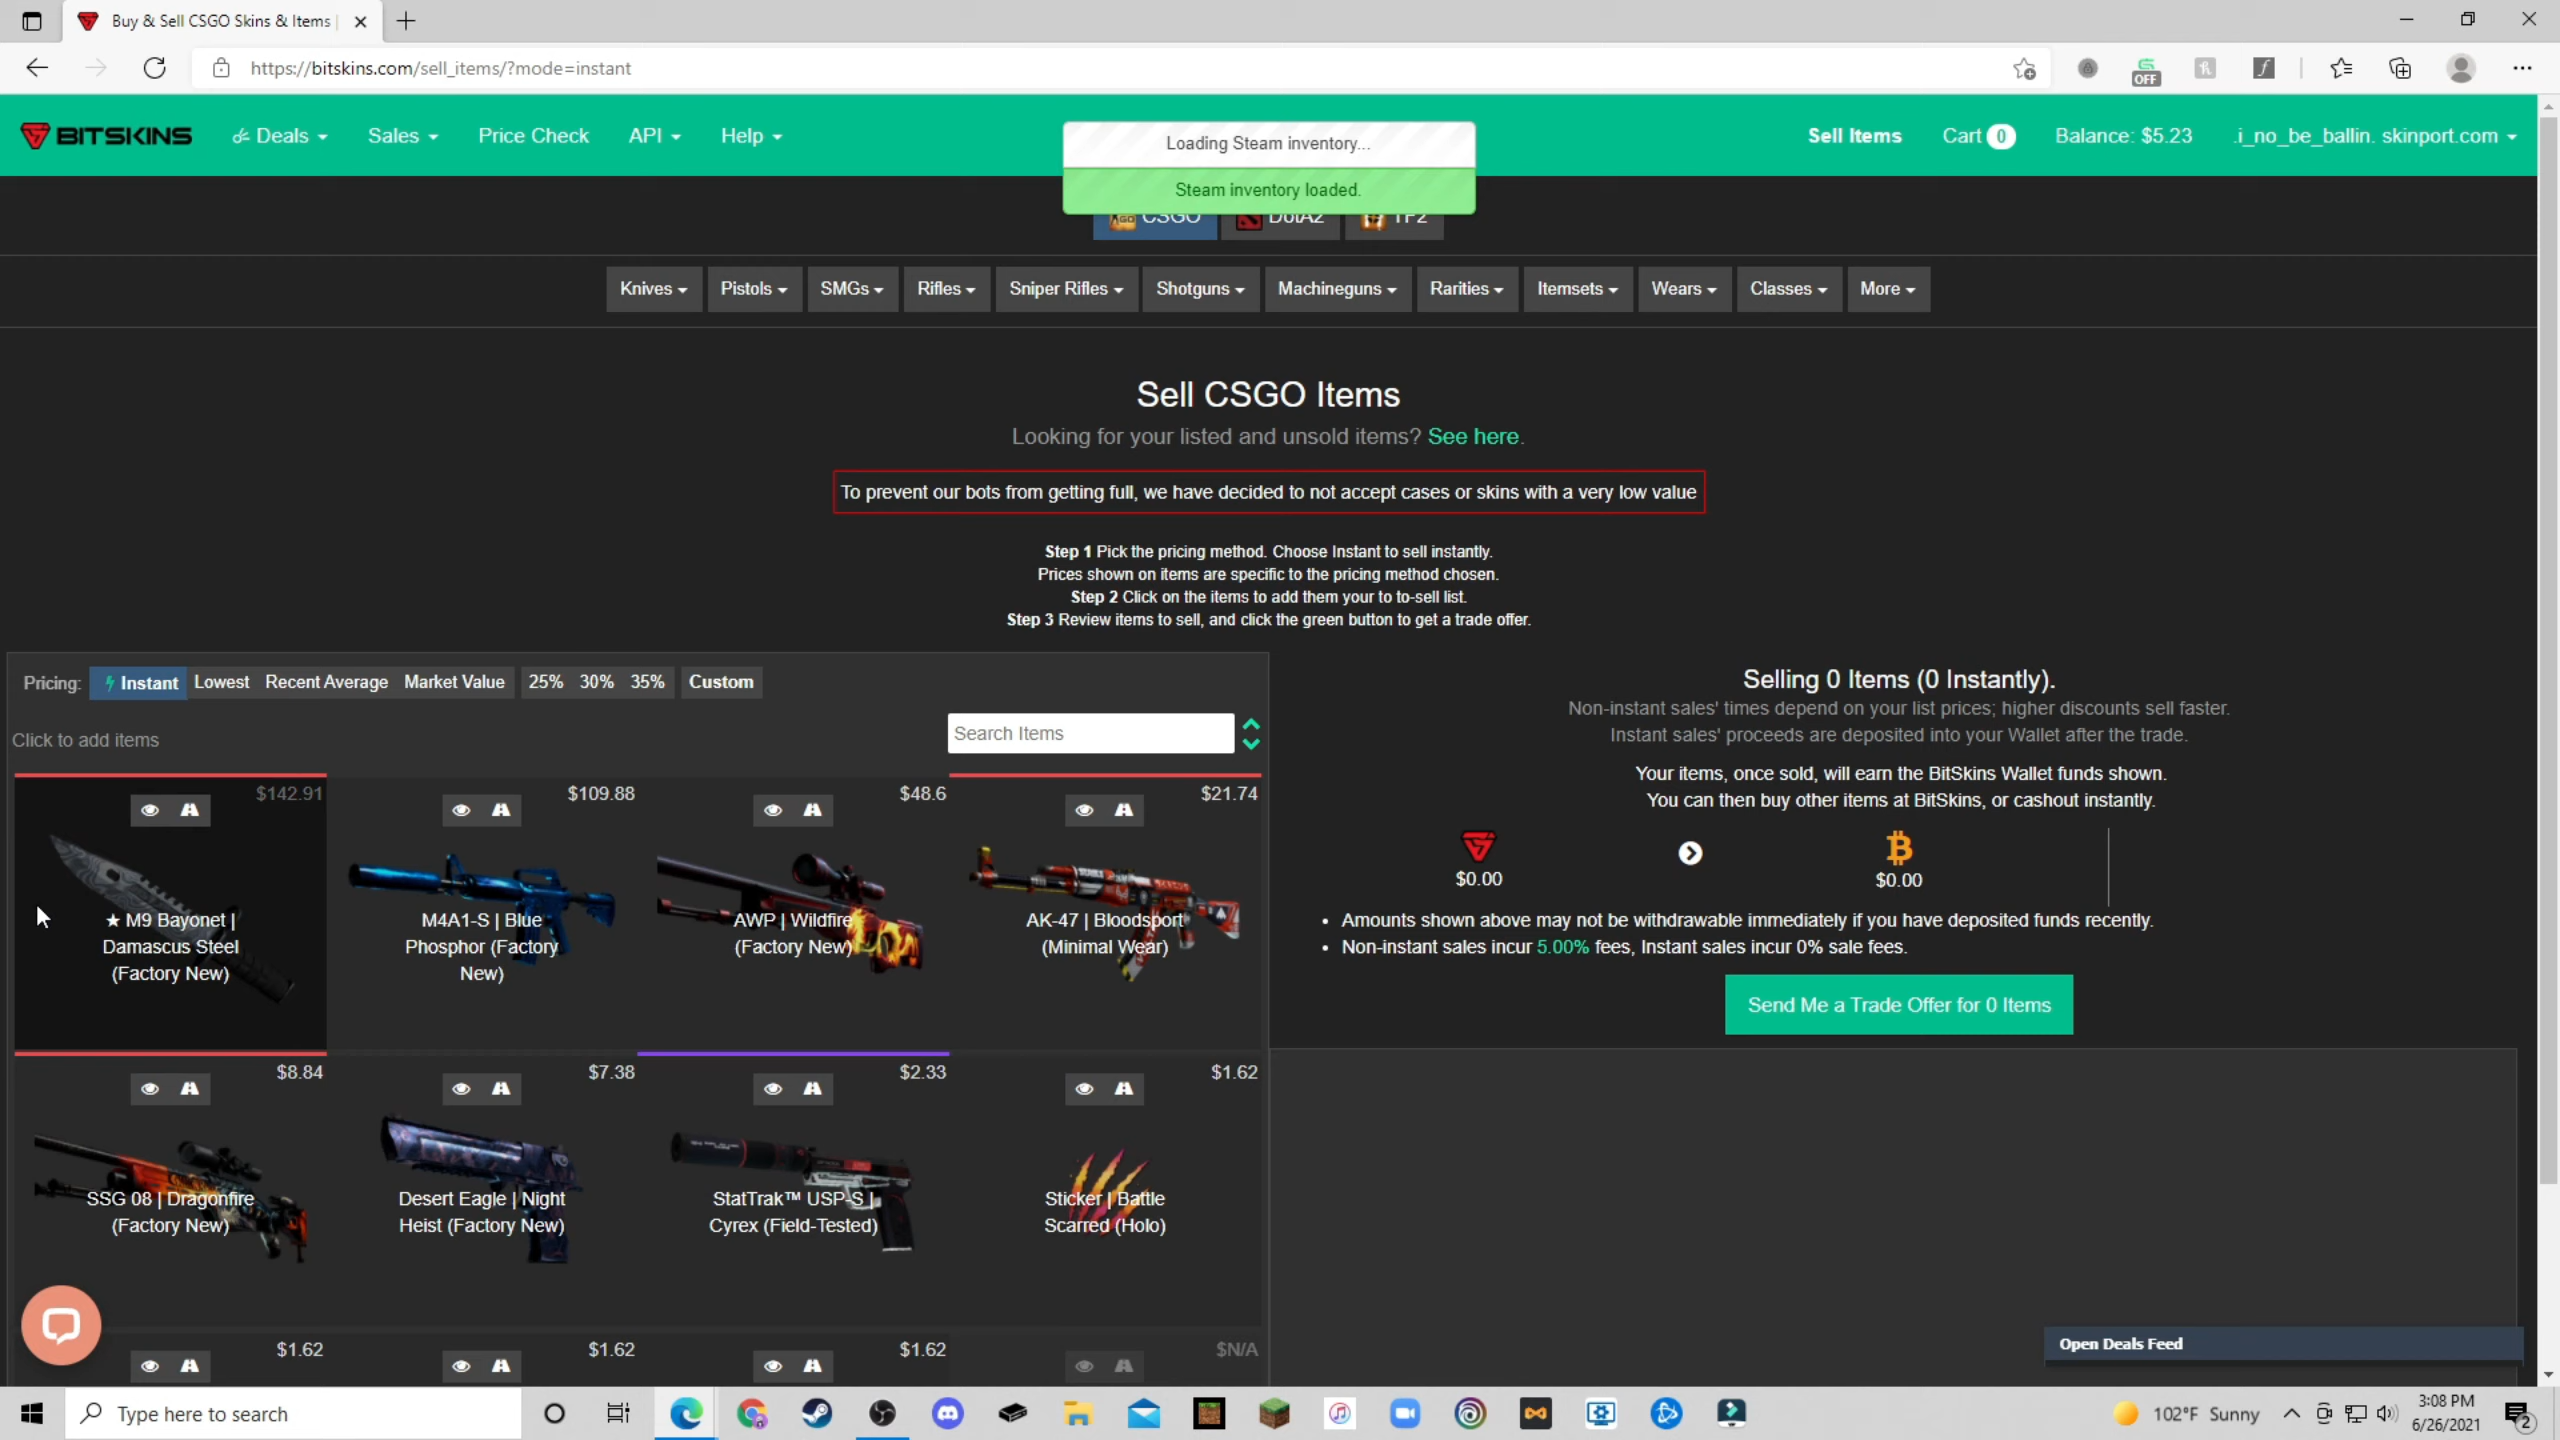 Buy & Sell CSGO Skins & Items |
https://bitskins.com/sell_items/?mode=instant
OFF
BITSKINS
Deals
Sales
Price Check
API
Help
Loading Steam inventory...
Steam inventory loaded.
Sell Items
Cart 0
Balance: $5.23
.i_no_be_ballin. skinport.com
CSGO
DotA2
TF2
Knives
Pistols
SMGs
Rifles
Sniper Rifles
Shotguns
Machineguns
Rarities
Itemsets
Wears
Classes
More
Sell CSGO Items
Looking for your listed and unsold items? See here.
To prevent our bots from getting full, we have decided to not accept cases or skins with a very low value
Step 1 Pick the pricing method. Choose Instant to sell instantly.
Prices shown on items are specific to the pricing method chosen.
Step 2 Click on the items to add them your to to-sell list.
Step 3 Review items to sell, and click the green button to get a trade offer.
Pricing: Instant Lowest Recent Average Market Value 25% 30% 35% Custom
Click to add items
Search Items
$142.91
★ M9 Bayonet |
Damascus Steel
(Factory New)
$109.88
M4A1-S | Blue
Phosphor (Factory
New)
$48.6
AWP | Wildfire
(Factory New)
$21.74
AK-47 | Bloodsport
(Minimal Wear)
$8.84
SSG 08 | Dragonfire
(Factory New)
$7.38
Desert Eagle | Night
Heist (Factory New)
$2.33
StatTrak™ USP-S |
Cyrex (Field-Tested)
$1.62
Sticker | Battle
Scarred (Holo)
$1.62
$1.62
$1.62
$N/A
Selling 0 Items (0 Instantly).
Non-instant sales' times depend on your list prices; higher discounts sell faster.
Instant sales' proceeds are deposited into your Wallet after the trade.
Your items, once sold, will earn the BitSkins Wallet funds shown.
You can then buy other items at BitSkins, or cashout instantly.
$0.00
$0.00
• Amounts shown above may not be withdrawable immediately if you have deposited funds recently.
• Non-instant sales incur 5.00% fees, Instant sales incur 0% sale fees.
Send Me a Trade Offer for 0 Items
Open Deals Feed
Type here to search
102°F Sunny
3:08 PM
6/26/2021
2